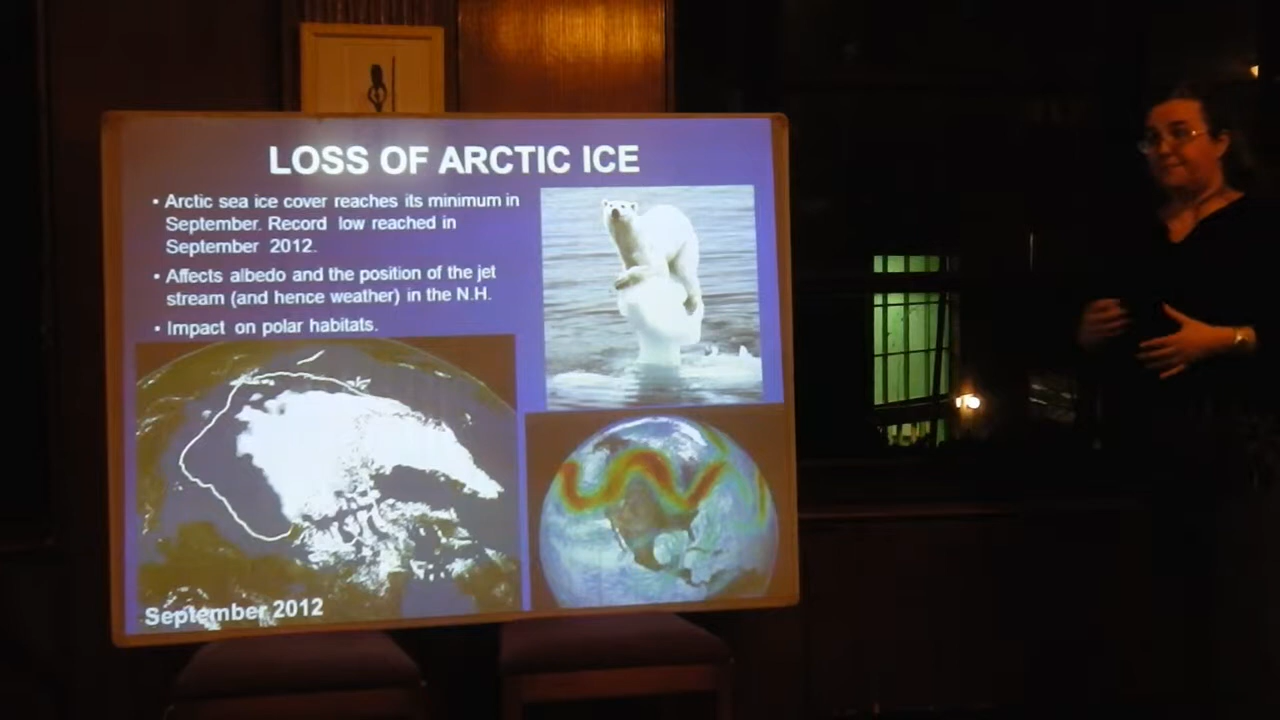 LOSS OF ARCTIC ICE
• Arctic sea ice cover reaches its minimum in
September. Record low reached in
September 2012.
• Affects albedo and the position of the jet
stream (and hence weather) in the N.H.
• Impact on polar habitats.
September 2012